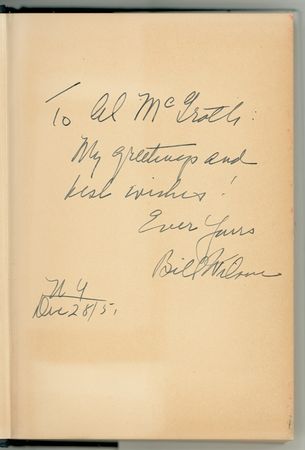 To Al McGrath:
My greetings and
best wishes!
Ever Yours
Bill Wilson
N Y
Dec 28/51